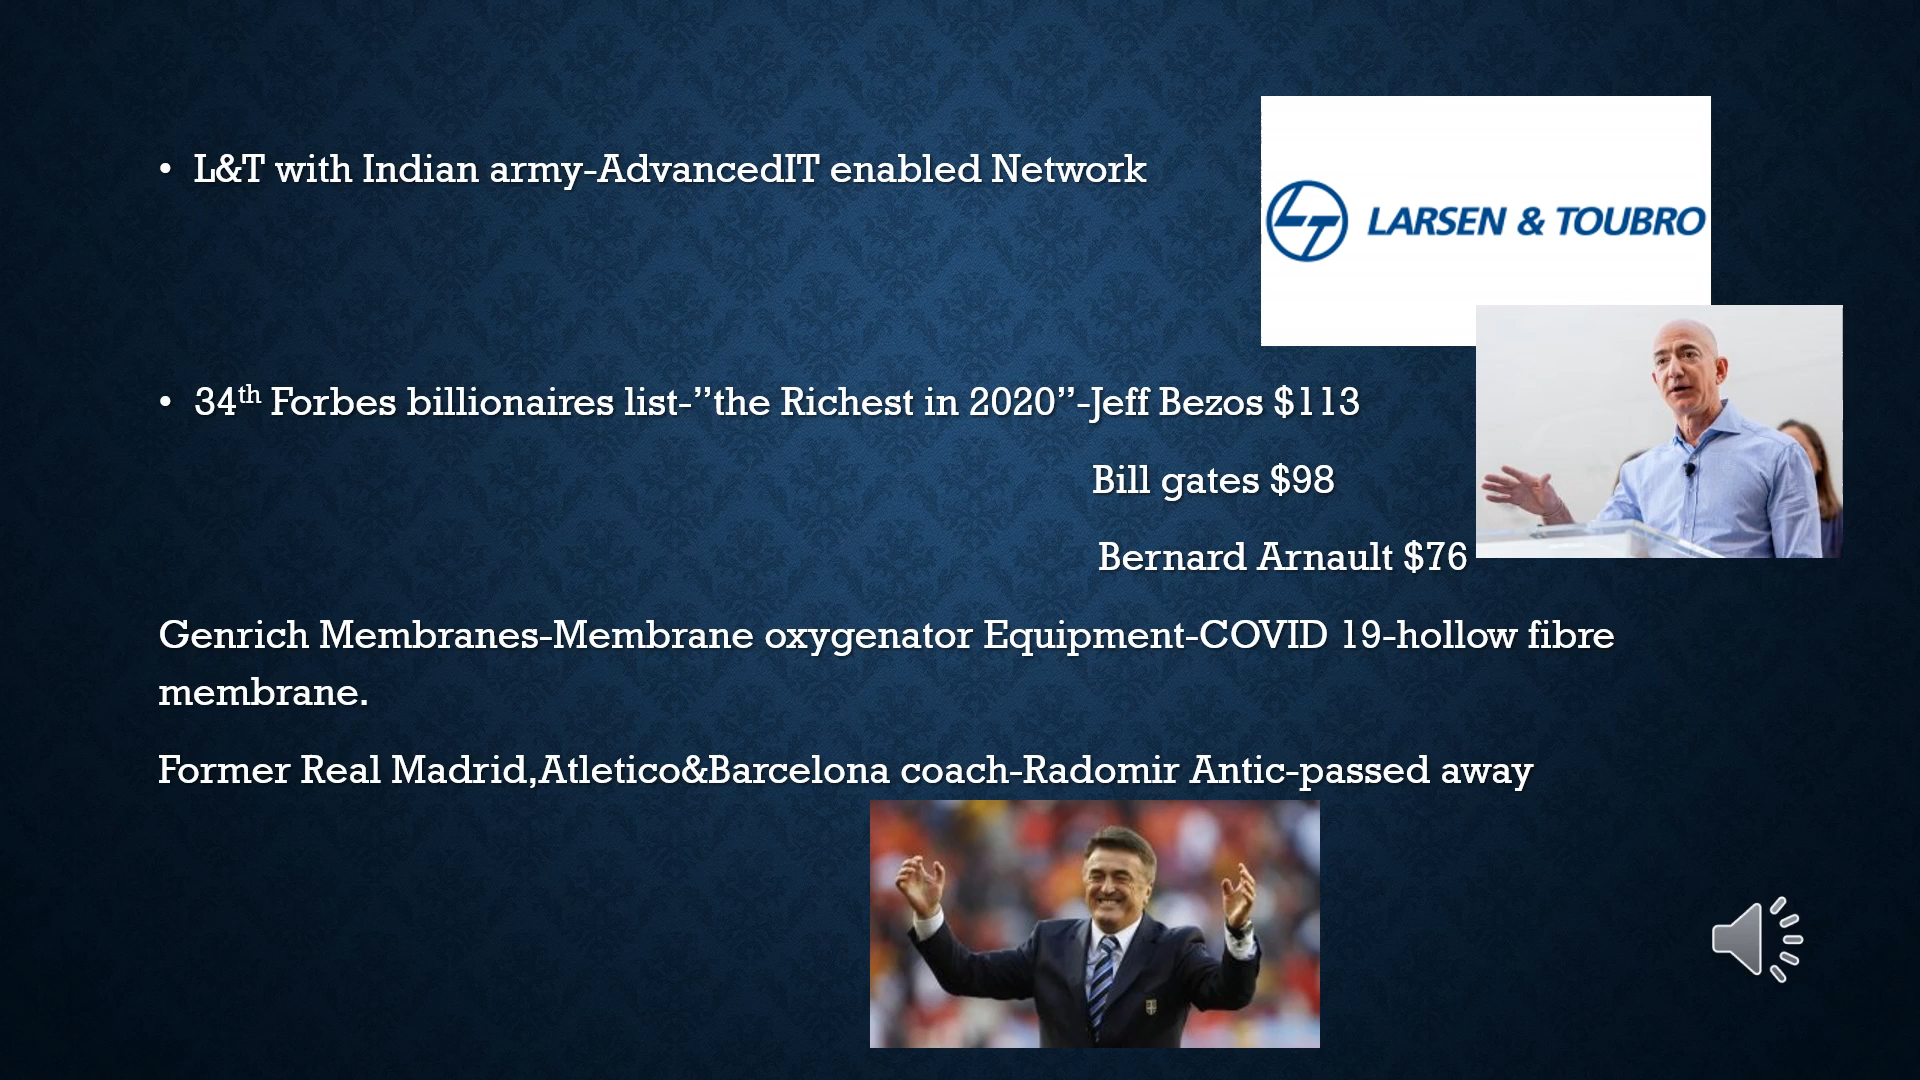 • L&T with Indian army-AdvancedIT enabled Network
LT LARSEN & TOUBRO
• 34th Forbes billionaires list-”the Richest in 2020”-Jeff Bezos $113
Bill gates $98
Bernard Arnault $76
Genrich Membranes-Membrane oxygenator Equipment-COVID 19-hollow fibre
membrane.
Former Real Madrid,Atletico&Barcelona coach-Radomir Antic-passed away